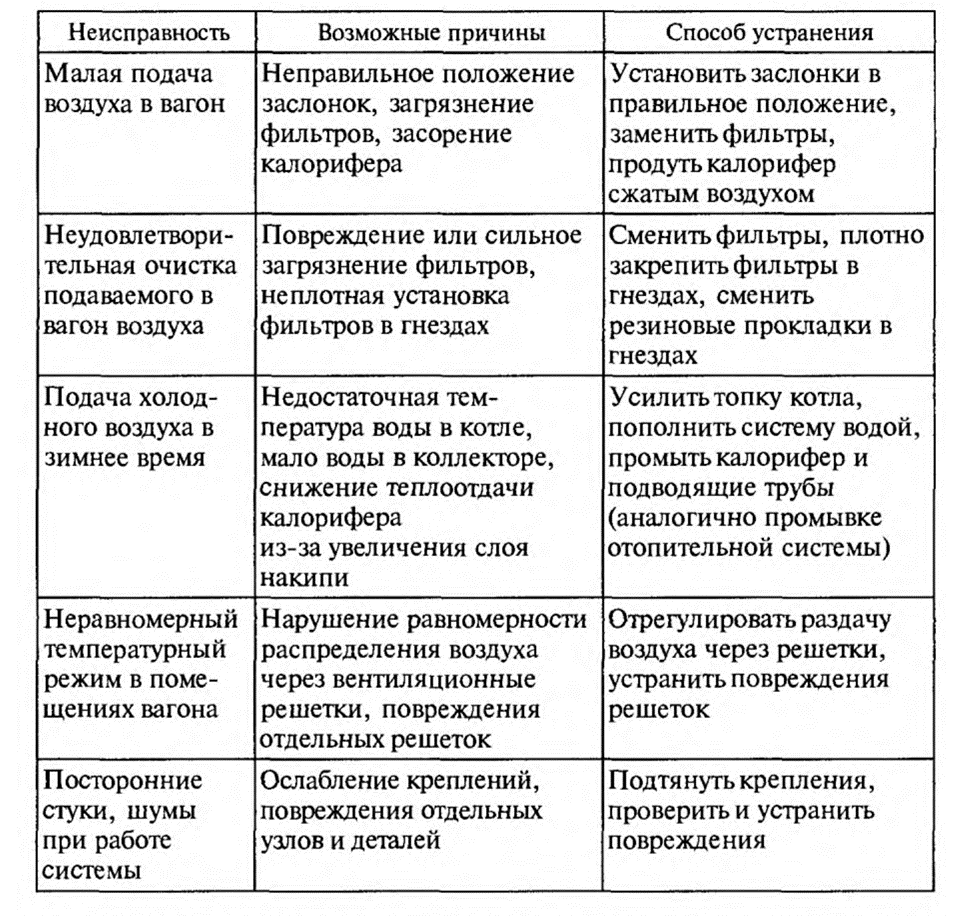 Неисправность
Возможные причины
Способ устранения
Малая подача
воздуха в вагон
Неправильное положение
заслонок, загрязнение
фильтров, засорение
калорифера
Установить заслонки в
правильное положение,
заменить фильтры,
продуть калорифер
сжатым воздухом
Неудовлетвори-
тельная очистка
подаваемого в
вагон воздуха
Повреждение или сильное
загрязнение фильтров,
неплотная установка
фильтров в гнездах
Сменить фильтры, плотно
закрепить фильтры в
гнездах, сменить
резиновые прокладки в
гнездах
Подача холод-
ного воздуха в
зимнее время
Недостаточная тем-
пература воды в котле,
мало воды в коллекторе,
снижение теплоотдачи
калорифера
из-за увеличения слоя
накипи
Усилить топку котла,
пополнить систему водой,
промыть калорифер и
подводящие трубы
(аналогично промывке
отопительной системы)
Неравномерный
температурный
режим в поме-
щениях вагона
Нарушение равномерности
распределения воздуха
через вентиляционные
решетки, повреждения
отдельных решеток
Отрегулировать раздачу
воздуха через решетки,
устранить повреждения
решеток
Посторонние
стуки, шумы
при работе
системы
Ослабление креплений,
повреждения отдельных
узлов и деталей
Подтянуть крепления,
проверить и устранить
повреждения